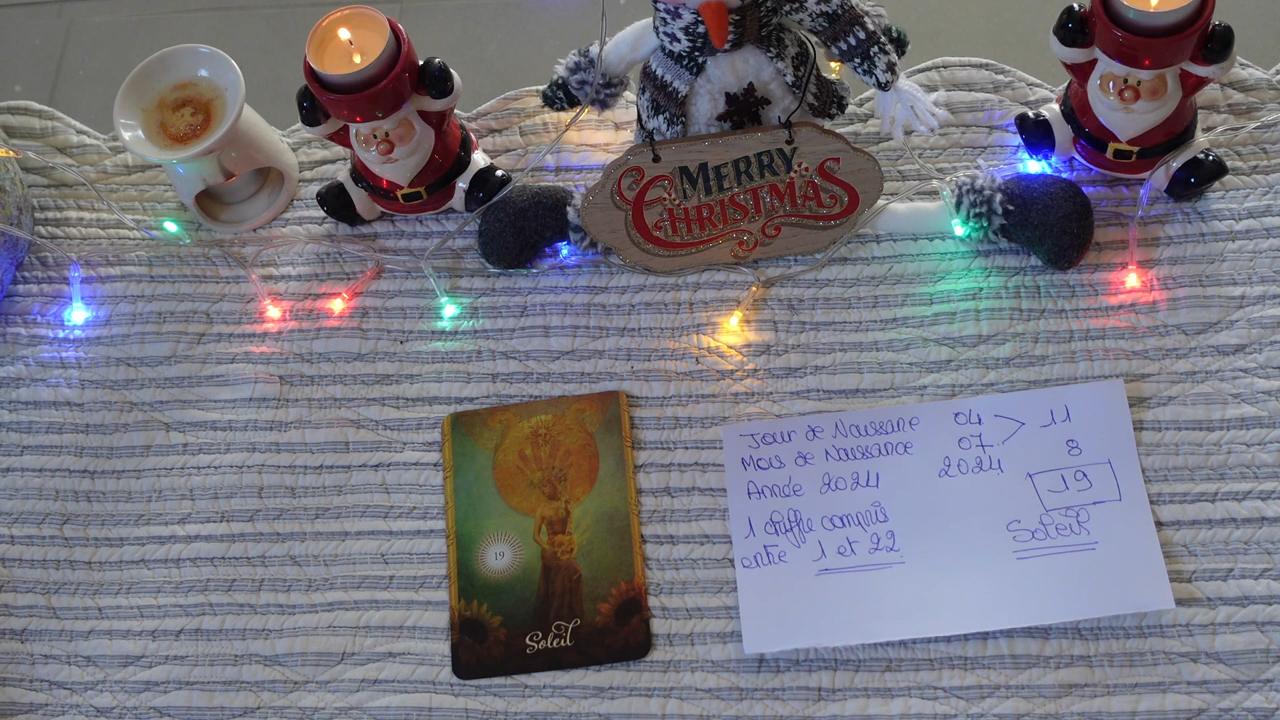 MERRY
CHRISTMAS
19
Soleil
Jour de Naissane 04
Mois de Naissance 07 11
Année 2024 2024 8
19
1 chiffre compris
entre 1 et 22
Soleil